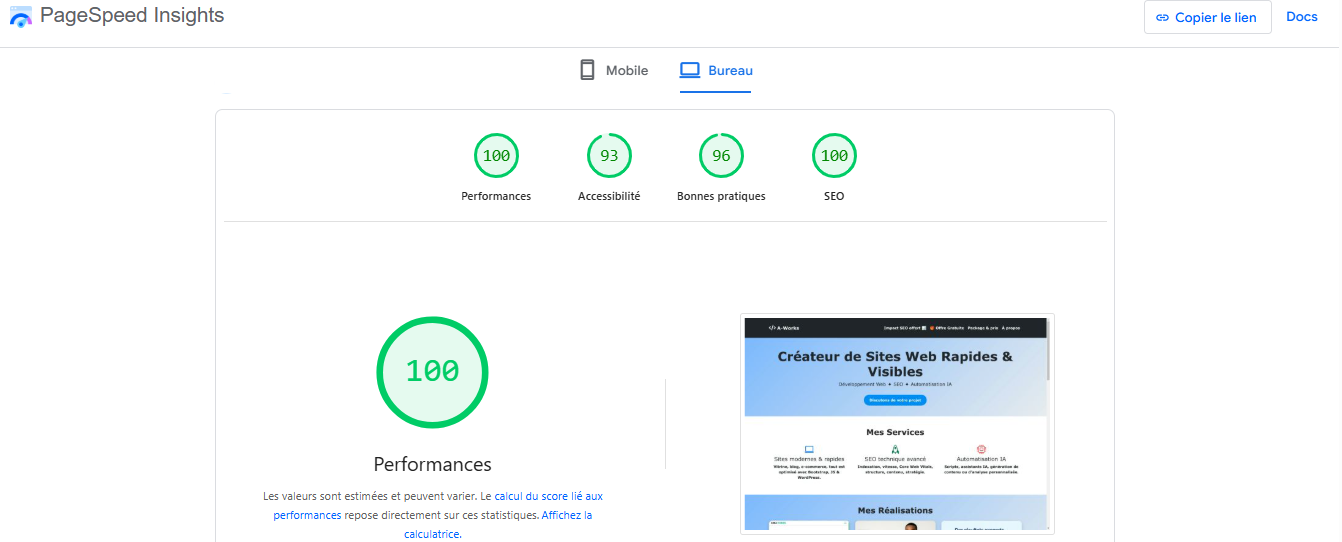 PageSpeed Insights
Copier le lien
Docs
Mobile
Bureau
100
93
96
100
Performances
Accessibilité
Bonnes pratiques
SEO
100
Performances
Les valeurs sont estimées et peuvent varier. Le calcul du score lié aux
performances repose directement sur ces statistiques. Affichez la
calculatrice.
</> A-Works
Impact SEO offert
Offre Gratuite
Package & prix
À propos
Créateur de Sites Web Rapides &
Visibles
Développement Web • SEO • Automatisation IA
Discutons de votre projet
Mes Services
Sites modernes & rapides
Vitrine, blog, e-commerce, tout est
optimisé avec Bootstrap, JS &
WordPress.
SEO technique avancé
Indexation, vitesse, Core Web Vitals,
structure, contenu, stratégie.
Automatisation IA
Scripts, assistants IA, génération de
contenu ou d'analyse personnalisée.
Mes Réalisations